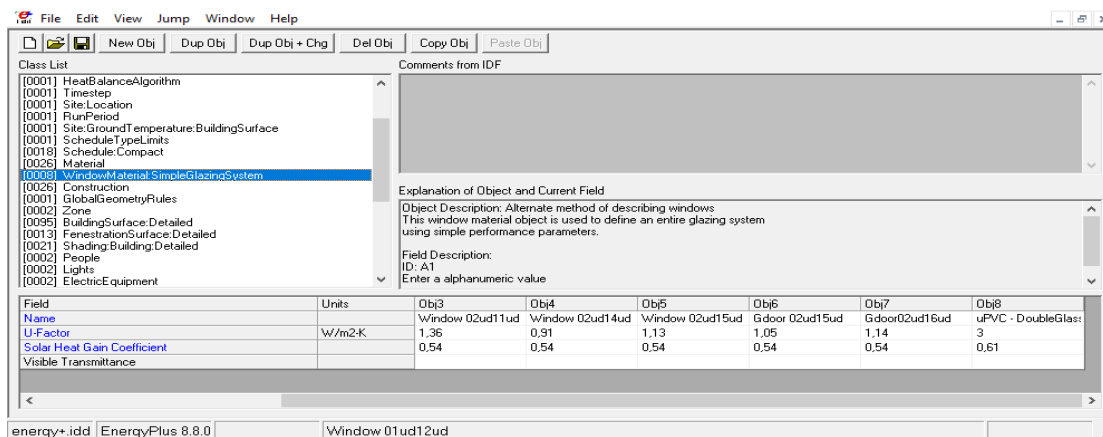 File Edit View Jump Window Help
New Obj Dup Obj Dup Obj + Chg Del Obj Copy Obj Paste Obj
Class List
[0001] HeatBalanceAlgorithm
[0001] Timestep
[0001] Site:Location
[0001] RunPeriod
[0001] Site:GroundTemperature:BuildingSurface
[0001] ScheduleTypeLimits
[0018] Schedule:Compact
[0026] Material
[0008] WindowMaterial:SimpleGlazingSystem
[0026] Construction
[0001] GlobalGeometryRules
[0002] Zone
[0095] BuildingSurface:Detailed
[0013] FenestrationSurface:Detailed
[0021] Shading:Building:Detailed
[0002] People
[0002] Lights
[0002] ElectricEquipment
Comments from IDF
Explanation of Object and Current Field
Object Description: Alternate method of describing windows
This window material object is used to define an entire glazing system
using simple performance parameters.
Field Description:
ID: A1
Enter a alphanumeric value
Field Units Obj3 Obj4 Obj5 Obj6 Obj7 Obj8
Name Window 02ud11ud Window 02ud14ud Window 02ud15ud Gdoor 02ud15ud Gdoor02ud16ud uPVC - DoubleGlass
U-Factor W/m2-K 1,36 0,91 1,13 1,05 1,14 3
Solar Heat Gain Coefficient 0,54 0,54 0,54 0,54 0,54 0,61
Visible Transmittance
energy+.idd EnergyPlus 8.8.0 Window 01ud12ud